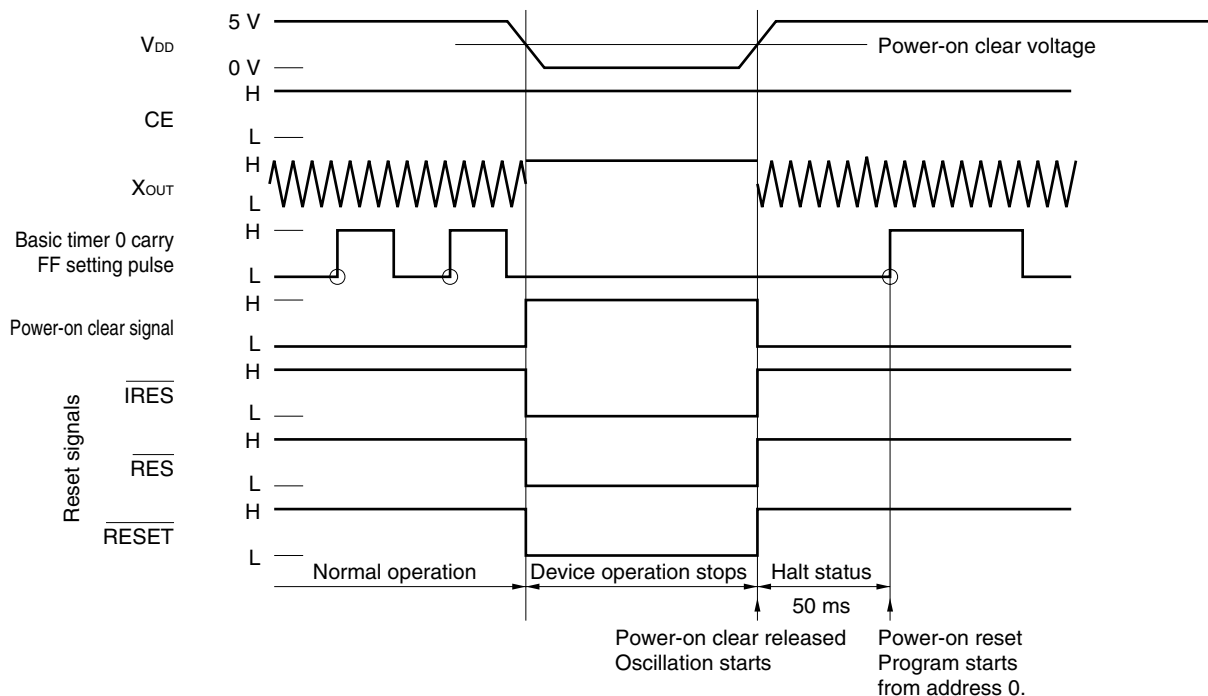 5 V
VDD
Power-on clear voltage
0 V
H
CE
L
H
XOUT
L
H
Basic timer 0 carry
FF setting pulse
L
H
Power-on clear signal
L
H
IRES
L
Reset signals
H
RES
L
H
RESET
L
Normal operation
Device operation stops
Halt status
50 ms
Power-on clear released
Oscillation starts
Power-on reset
Program starts
from address 0.